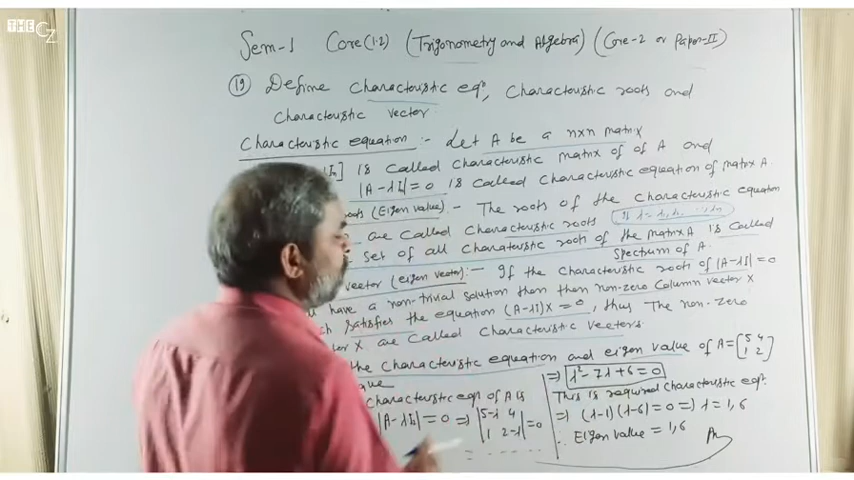 THE CZ
Sem-1 Core (1.2) (Trigonometry and Algebra) (Core-2 or Paper-II)
(19) Define characteristic eqn, characteristic roots and
characteristic vector.
Characteristic equation :- Let A be a nxn matrix
In] is called characteristic matrix of of A and
|A-λI|=0 is called characteristic equation of matrix A.
roots (Eigen value) :- The roots of the characteristic equation
are called characteristic roots
set of all characteristic roots of the matrix A is called
spectrum of A.
vector (eigen vector) :- If the characteristic roots of |A-λI|=0
have a non-trivial solution then then non-zero column vector X
satisfies the equation (A-λI)X=0, thus The non-zero
X are called characteristic vectors.
the characteristic equation and eigen value of A=[5 4
1 2]
characteristic eqn of A is
|A-λI2|=0 ⇒ |5-λ 4
1 2-λ|=0
⇒ λ²-7λ+6=0
This is required characteristic eqn.
⇒ (λ-1)(λ-6)=0 ⇒ λ=1,6
∴ Eigen value = 1,6